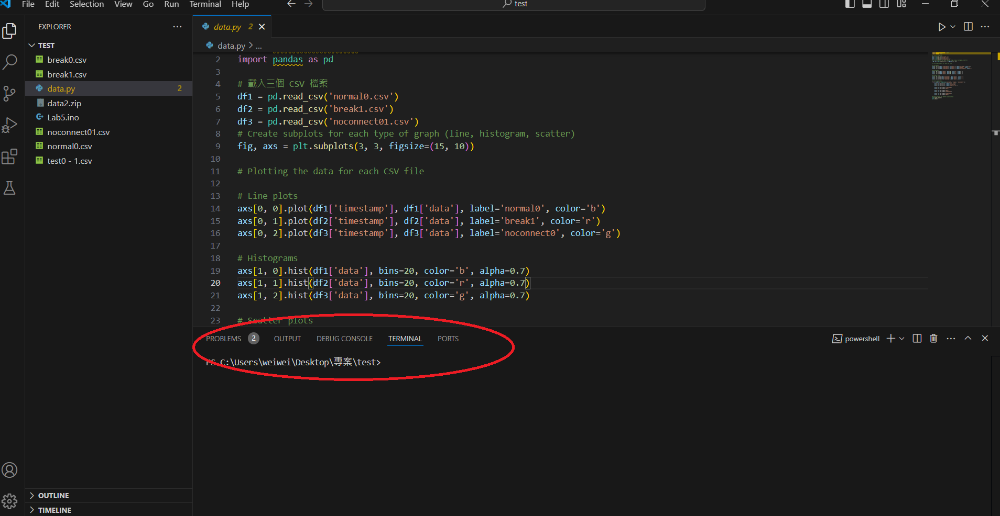 File Edit Selection View Go Run Terminal Help
test
EXPLORER
TEST
break0.csv
break1.csv
data.py 2
data2.zip
Lab5.ino
noconnect01.csv
normal0.csv
test0 - 1.csv
OUTLINE
TIMELINE
data.py 2
data.py > ...
2 import pandas as pd
3
4 # 載入三個 CSV 檔案
5 df1 = pd.read_csv('normal0.csv')
6 df2 = pd.read_csv('break1.csv')
7 df3 = pd.read_csv('noconnect01.csv')
8 # Create subplots for each type of graph (line, histogram, scatter)
9 fig, axs = plt.subplots(3, 3, figsize=(15, 10))
10
11 # Plotting the data for each CSV file
12
13 # Line plots
14 axs[0, 0].plot(df1['timestamp'], df1['data'], label='normal0', color='b')
15 axs[0, 1].plot(df2['timestamp'], df2['data'], label='break1', color='r')
16 axs[0, 2].plot(df3['timestamp'], df3['data'], label='noconnect0', color='g')
17
18 # Histograms
19 axs[1, 0].hist(df1['data'], bins=20, color='b', alpha=0.7)
20 axs[1, 1].hist(df2['data'], bins=20, color='r', alpha=0.7)
21 axs[1, 2].hist(df3['data'], bins=20, color='g', alpha=0.7)
22
23 # Scatter plots
PROBLEMS 2 OUTPUT DEBUG CONSOLE TERMINAL PORTS
powershell
PS C:\Users\weiwei\Desktop\專案\test>